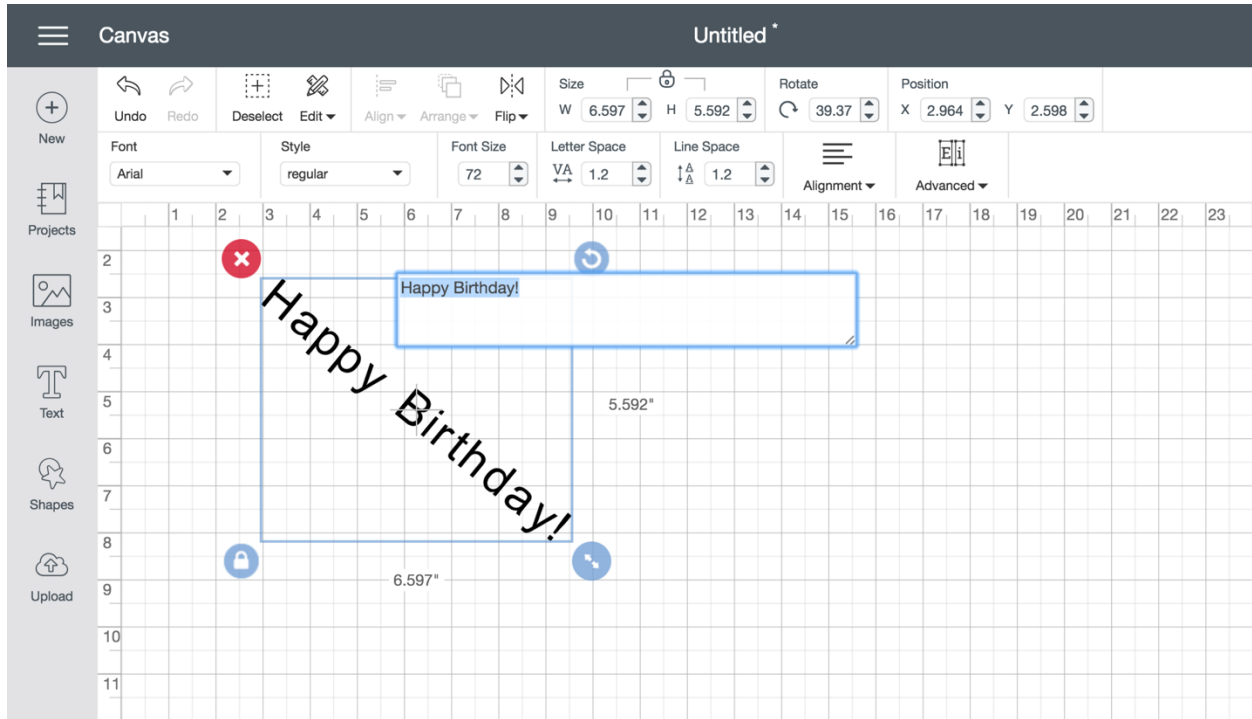 Canvas
Untitled *
New
Projects
Images
Text
Shapes
Upload
Undo
Redo
Deselect
Edit
Align
Arrange
Flip
Size
W 6.597
H 5.592
Rotate
39.37
Position
X 2.964
Y 2.598
Font
Arial
Style
regular
Font Size
72
Letter Space
VA 1.2
Line Space
A A 1.2
Alignment
E i
Advanced
1 2 3 4 5 6 7 8 9 10 11 12 13 14 15 16 17 18 19 20 21 22 23
2
3
4
5
6
7
8
9
10
11
Happy Birthday!
Happy Birthday!
5.592"
6.597"